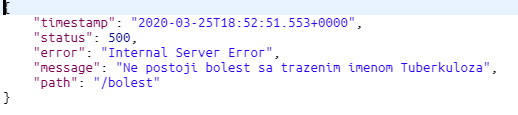 {
"timestamp": "2020-03-25T18:52:51.553+0000",
"status": 500,
"error": "Internal Server Error",
"message": "Ne postoji bolest sa trazenim imenom Tuberkuloza",
"path": "/bolest"
}